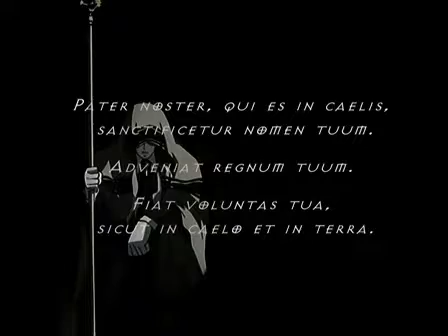 Pater noster, qui es in caelis,
sanctificetur nomen tuum.
Adveniat regnum tuum.
Fiat voluntas tua,
sicut in caelo et in terra.